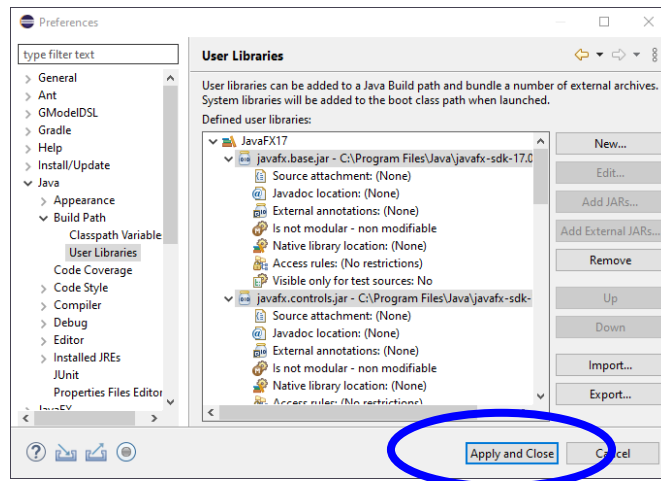 Preferences
type filter text
General
Ant
GModelDSL
Gradle
Help
Install/Update
Java
Appearance
Build Path
Classpath Variable
User Libraries
Code Coverage
Code Style
Compiler
Debug
Editor
Installed JREs
JUnit
Properties Files Editor
JavaFX
User Libraries
User libraries can be added to a Java Build path and bundle a number of external archives.
System libraries will be added to the boot class path when launched.
Defined user libraries:
JavaFX17
javafx.base.jar - C:\Program Files\Java\javafx-sdk-17.0
Source attachment: (None)
Javadoc location: (None)
External annotations: (None)
Is not modular - non modifiable
Native library location: (None)
Access rules: (No restrictions)
Visible only for test sources: No
javafx.controls.jar - C:\Program Files\Java\javafx-sdk-
Source attachment: (None)
Javadoc location: (None)
External annotations: (None)
Is not modular - non modifiable
Native library location: (None)
Access rules: (No restrictions)
New...
Edit...
Add JARs...
Add External JARs...
Remove
Up
Down
Import...
Export...
Apply and Close
Cancel